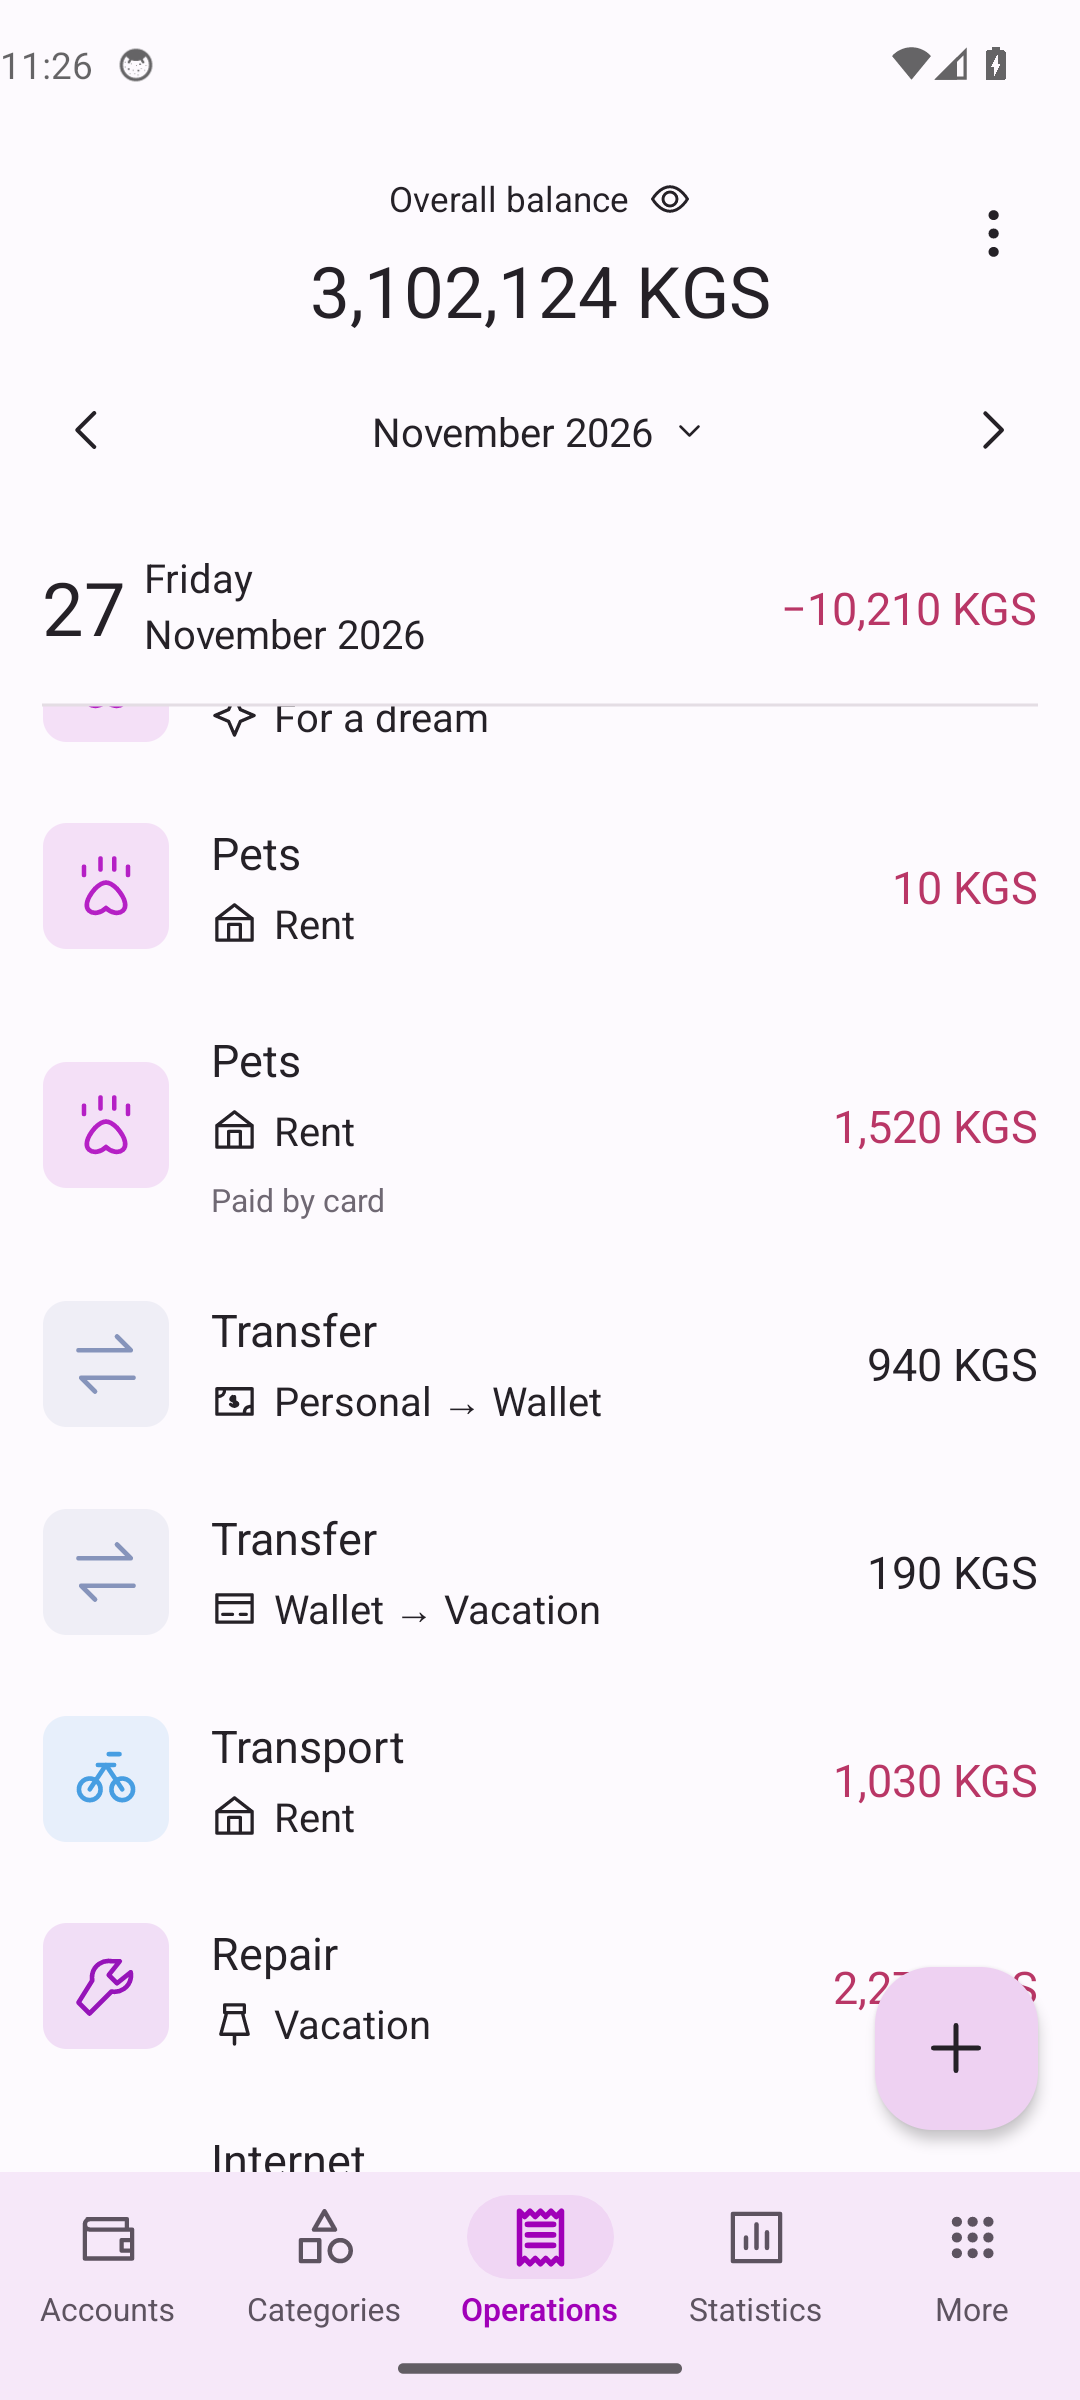 11:26
Overall balance
3,102,124 KGS
November 2026
27
Friday
November 2026
−10,210 KGS
For a dream
Pets
Rent
10 KGS
Pets
Rent
Paid by card
1,520 KGS
Transfer
Personal → Wallet
940 KGS
Transfer
Wallet → Vacation
190 KGS
Transport
Rent
1,030 KGS
Repair
Vacation
Internet
Accounts
Categories
Operations
Statistics
More